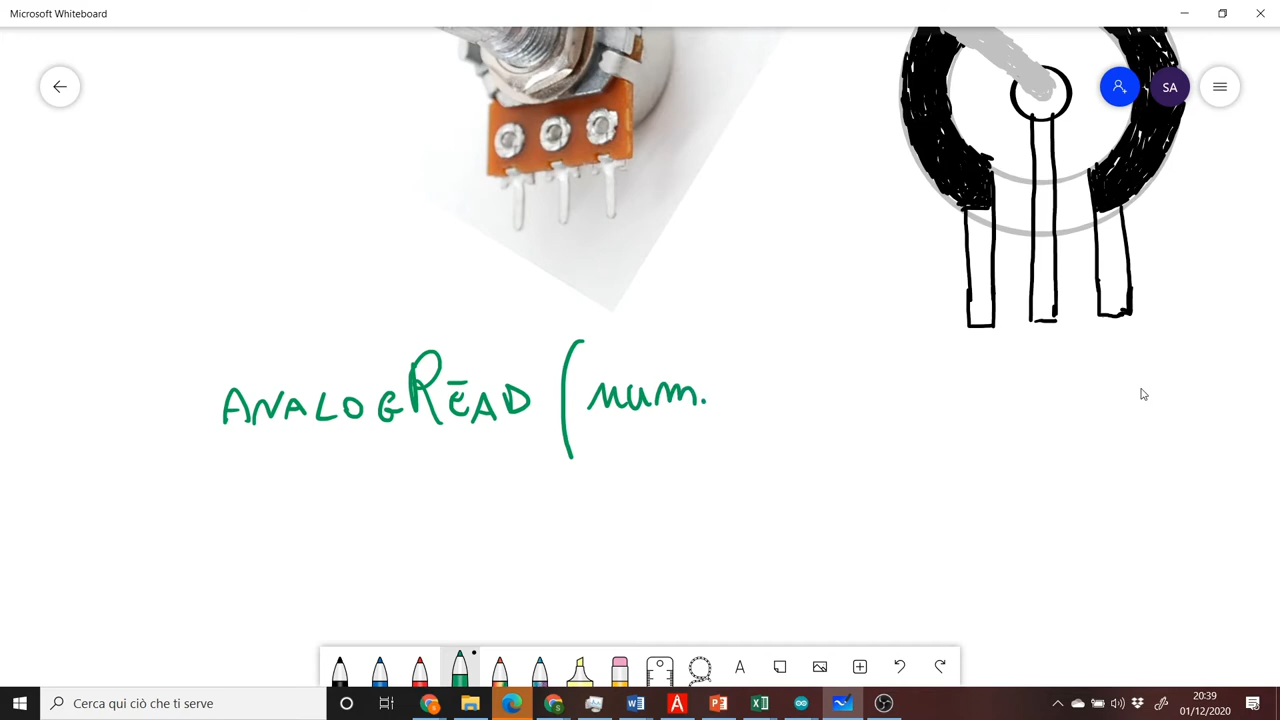 Microsoft Whiteboard
SA
ANALOGREAD (num.
A
Cerca qui ciò che ti serve
20:39
01/12/2020